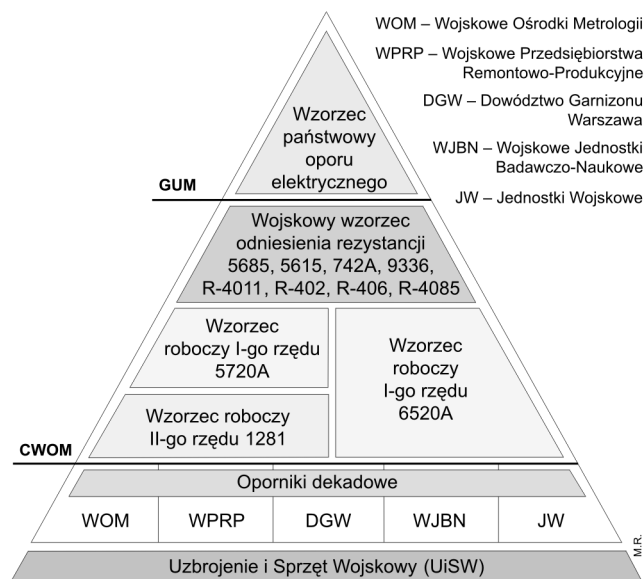 WOM – Wojskowe Ośrodki Metrologii
WPRP – Wojskowe Przedsiębiorstwa
Remontowo-Produkcyjne
DGW – Dowództwo Garnizonu
Warszawa
WJBN – Wojskowe Jednostki
Badawczo-Naukowe
JW – Jednostki Wojskowe
Wzorzec
państwowy
oporu
elektrycznego
GUM
Wojskowy wzorzec
odniesienia rezystancji
5685, 5615, 742A, 9336,
R-4011, R-402, R-406, R-4085
Wzorzec
roboczy I-go rzędu
5720A
Wzorzec
roboczy
I-go rzędu
6520A
Wzorzec roboczy
II-go rzędu 1281
CWOM
Oporniki dekadowe
WOM WPRP DGW WJBN JW
Uzbrojenie i Sprzęt Wojskowy (UiSW)
M.R.